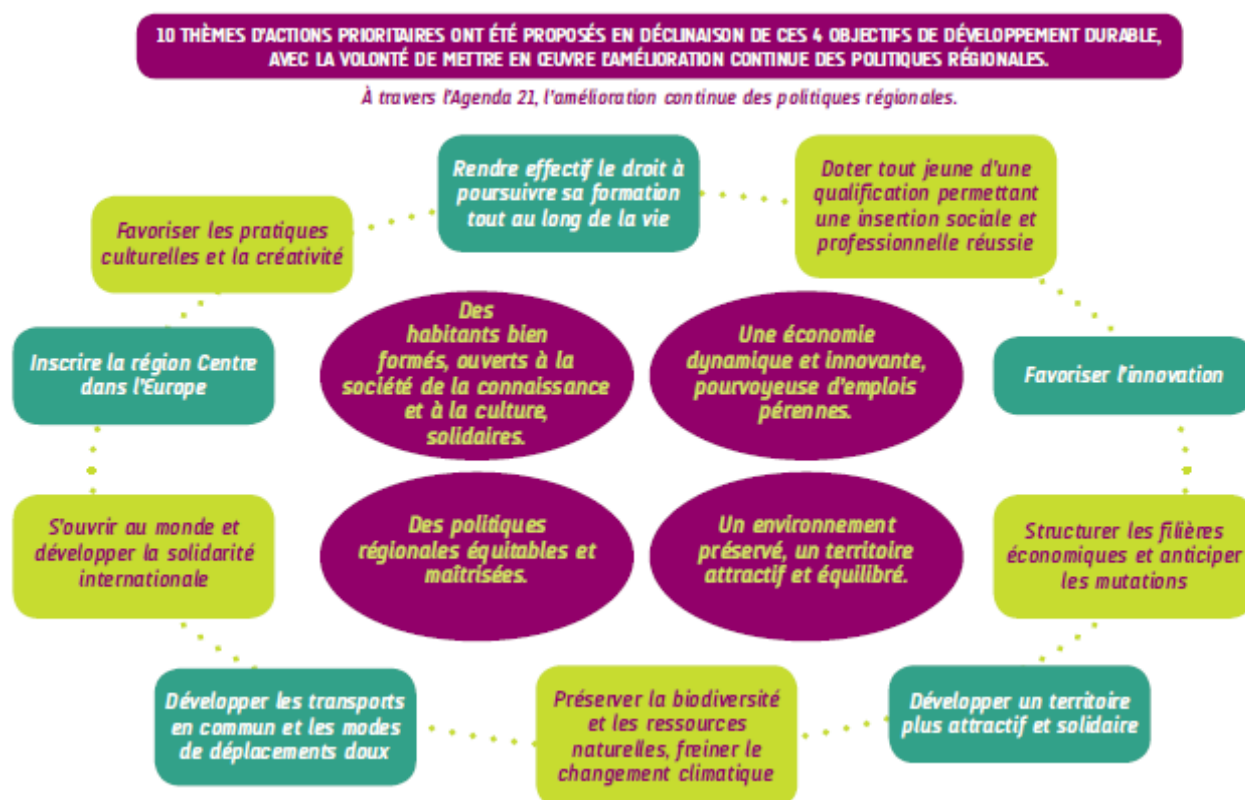 10 THÈMES D'ACTIONS PRIORITAIRES ONT ÉTÉ PROPOSÉS EN DÉCLINAISON DE CES 4 OBJECTIFS DE DÉVELOPPEMENT DURABLE,
AVEC LA VOLONTÉ DE METTRE EN ŒUVRE L'AMÉLIORATION CONTINUE DES POLITIQUES RÉGIONALES.
À travers l'Agenda 21, l'amélioration continue des politiques régionales.
Rendre effectif le droit à
poursuivre sa formation
tout au long de la vie
Doter tout jeune d'une
qualification permettant
une insertion sociale et
professionnelle réussie
Favoriser les pratiques
culturelles et la créativité
Des
habitants bien
formés, ouverts à la
société de la connaissance
et à la culture,
solidaires.
Une économie
dynamique et innovante,
pourvoyeuse d'emplois
pérennes.
Inscrire la région Centre
dans l'Europe
Favoriser l'innovation
S'ouvrir au monde et
développer la solidarité
internationale
Des politiques
régionales équitables et
maîtrisées.
Un environnement
préservé, un territoire
attractif et équilibré.
Structurer les filières
économiques et anticiper
les mutations
Développer les transports
en commun et les modes
de déplacements doux
Préserver la biodiversité
et les ressources
naturelles, freiner le
changement climatique
Développer un territoire
plus attractif et solidaire